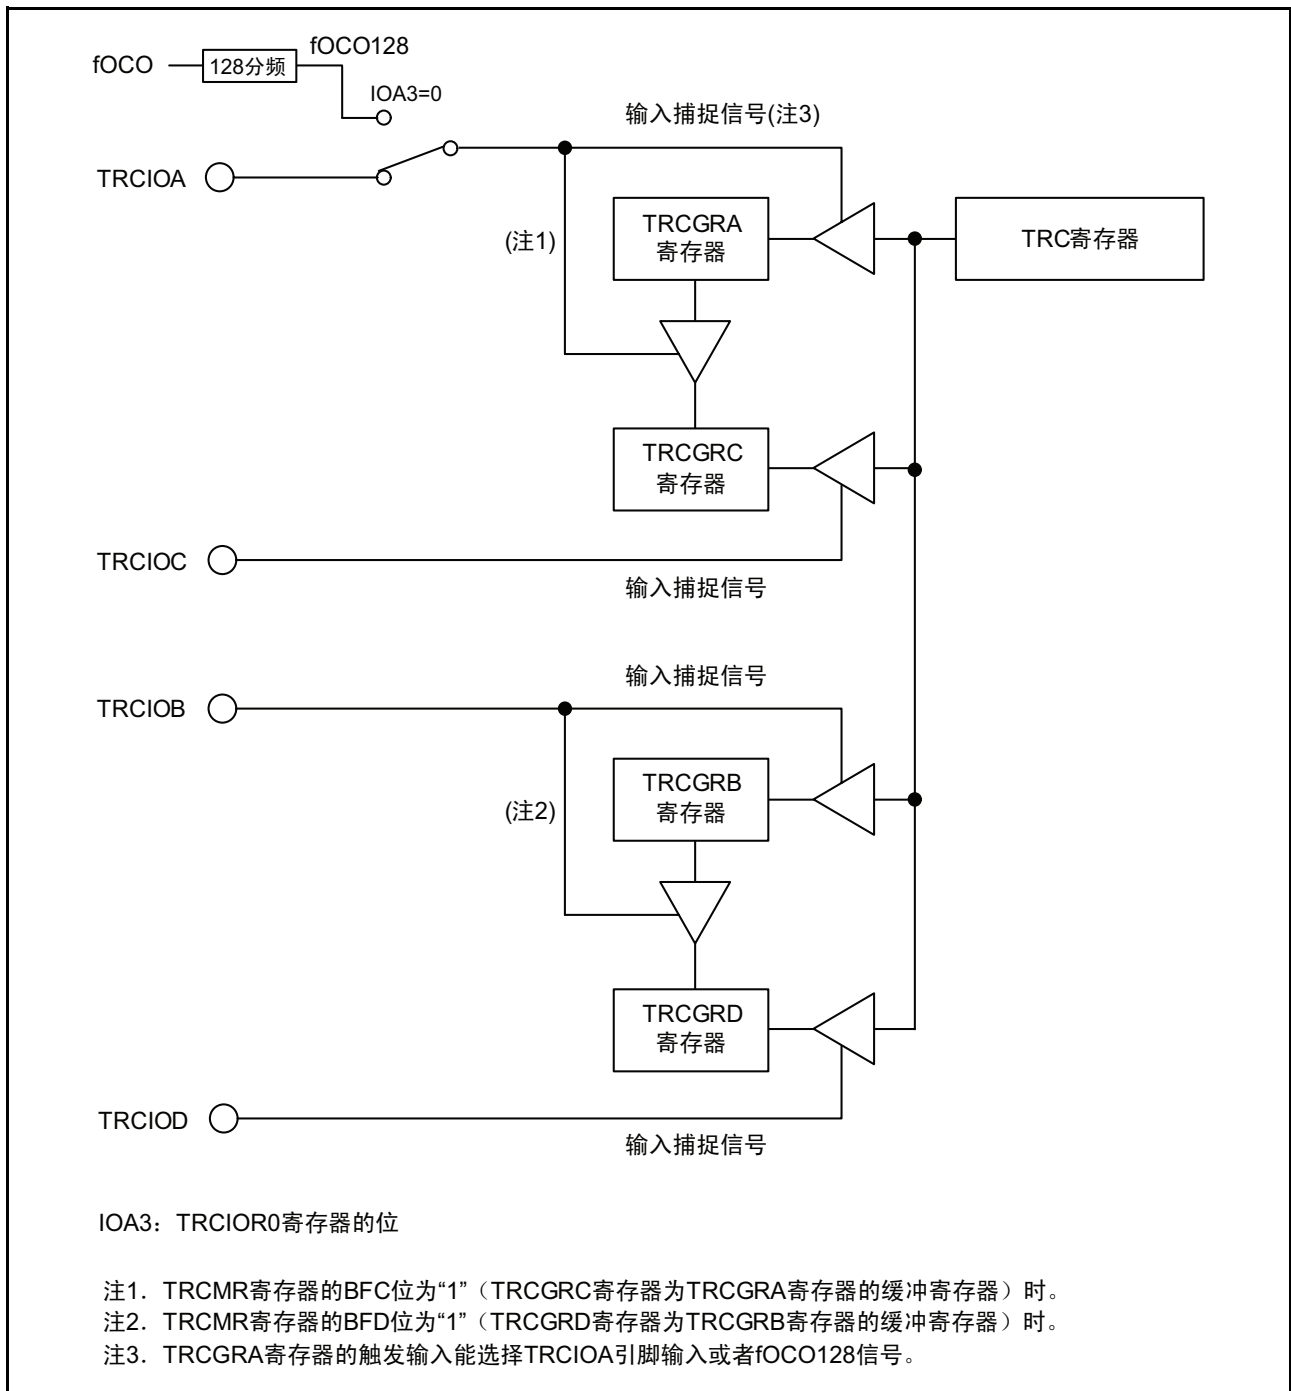 fOCO
128分频
fOCO128
IOA3=0
输入捕捉信号(注3)
TRCIOA
(注1)
TRCGRA
寄存器
TRC寄存器
TRCGRC
寄存器
TRCIOC
输入捕捉信号
输入捕捉信号
TRCIOB
(注2)
TRCGRB
寄存器
TRCGRD
寄存器
TRCIOD
输入捕捉信号
IOA3：TRCIOR0寄存器的位
注1. TRCMR寄存器的BFC位为“1”（TRCGRC寄存器为TRCGRA寄存器的缓冲寄存器）时。
注2. TRCMR寄存器的BFD位为“1”（TRCGRD寄存器为TRCGRB寄存器的缓冲寄存器）时。
注3. TRCGRA寄存器的触发输入能选择TRCIOA引脚输入或者fOCO128信号。